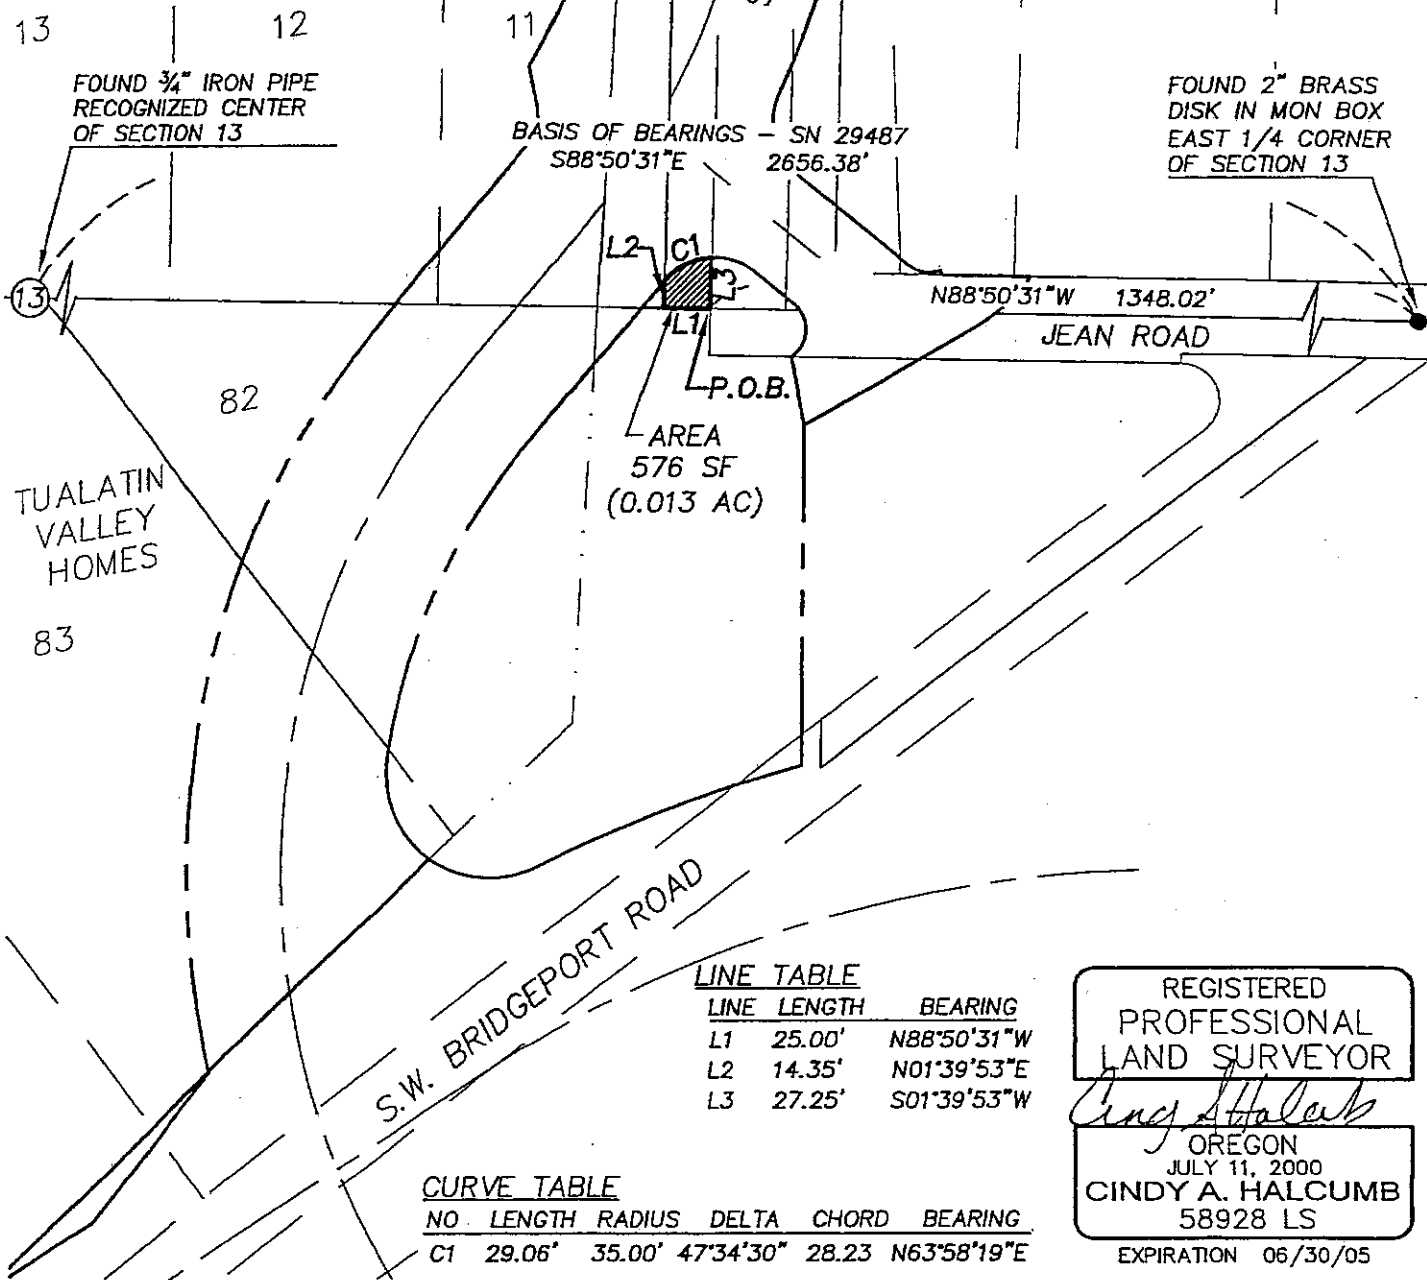 13
12
11
FOUND 3/4" IRON PIPE
RECOGNIZED CENTER
OF SECTION 13
FOUND 2" BRASS
DISK IN MON BOX
EAST 1/4 CORNER
OF SECTION 13
BASIS OF BEARINGS – SN 29487
S88°50'31"E 2656.38'
L2
C1
L3
13
N88°50'31"W 1348.02'
L1
JEAN ROAD
P.O.B.
82
AREA
576 SF
(0.013 AC)
TUALATIN
VALLEY
HOMES
83
S.W. BRIDGEPORT ROAD
LINE TABLE
LINE LENGTH BEARING
L1 25.00' N88°50'31"W
L2 14.35' N01°39'53"E
L3 27.25' S01°39'53"W
CURVE TABLE
NO LENGTH RADIUS DELTA CHORD BEARING
C1 29.06' 35.00' 47°34'30" 28.23 N63°58'19"E
REGISTERED
PROFESSIONAL
LAND SURVEYOR
OREGON
JULY 11, 2000
CINDY A. HALCUMB
58928 LS
EXPIRATION 06/30/05